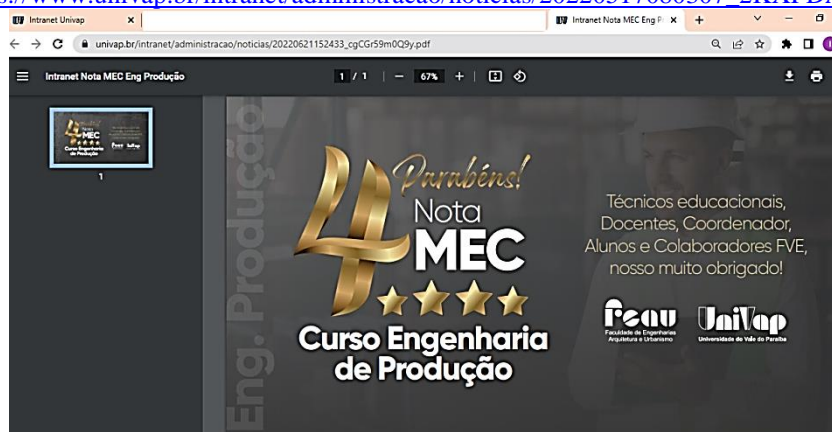 Intranet Univap
Intranet Nota MEC Eng P
univap.br/intranet/administracao/noticias/20220621152433_cgCGr59m0Q9y.pdf
Intranet Nota MEC Eng Produção
1 / 1
67%
1
Eng. Produção
Parabéns!
4
Nota
MEC
Curso Engenharia
de Produção
Técnicos educacionais,
Docentes, Coordenador,
Alunos e Colaboradores FVE,
nosso muito obrigado!
Feau
Faculdade de Engenharias
Arquitetura e Urbanismo
UniVap
Universidade do Vale do Paraíba